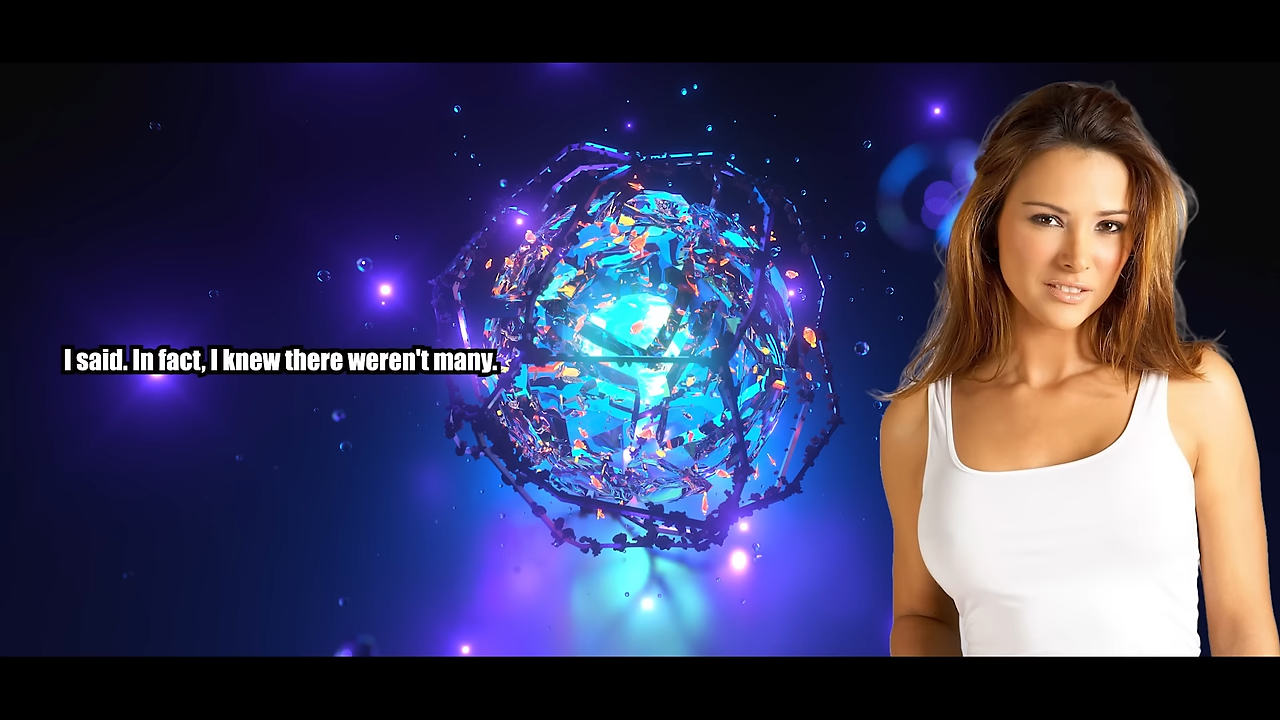 I said. In fact, I knew there weren't many.